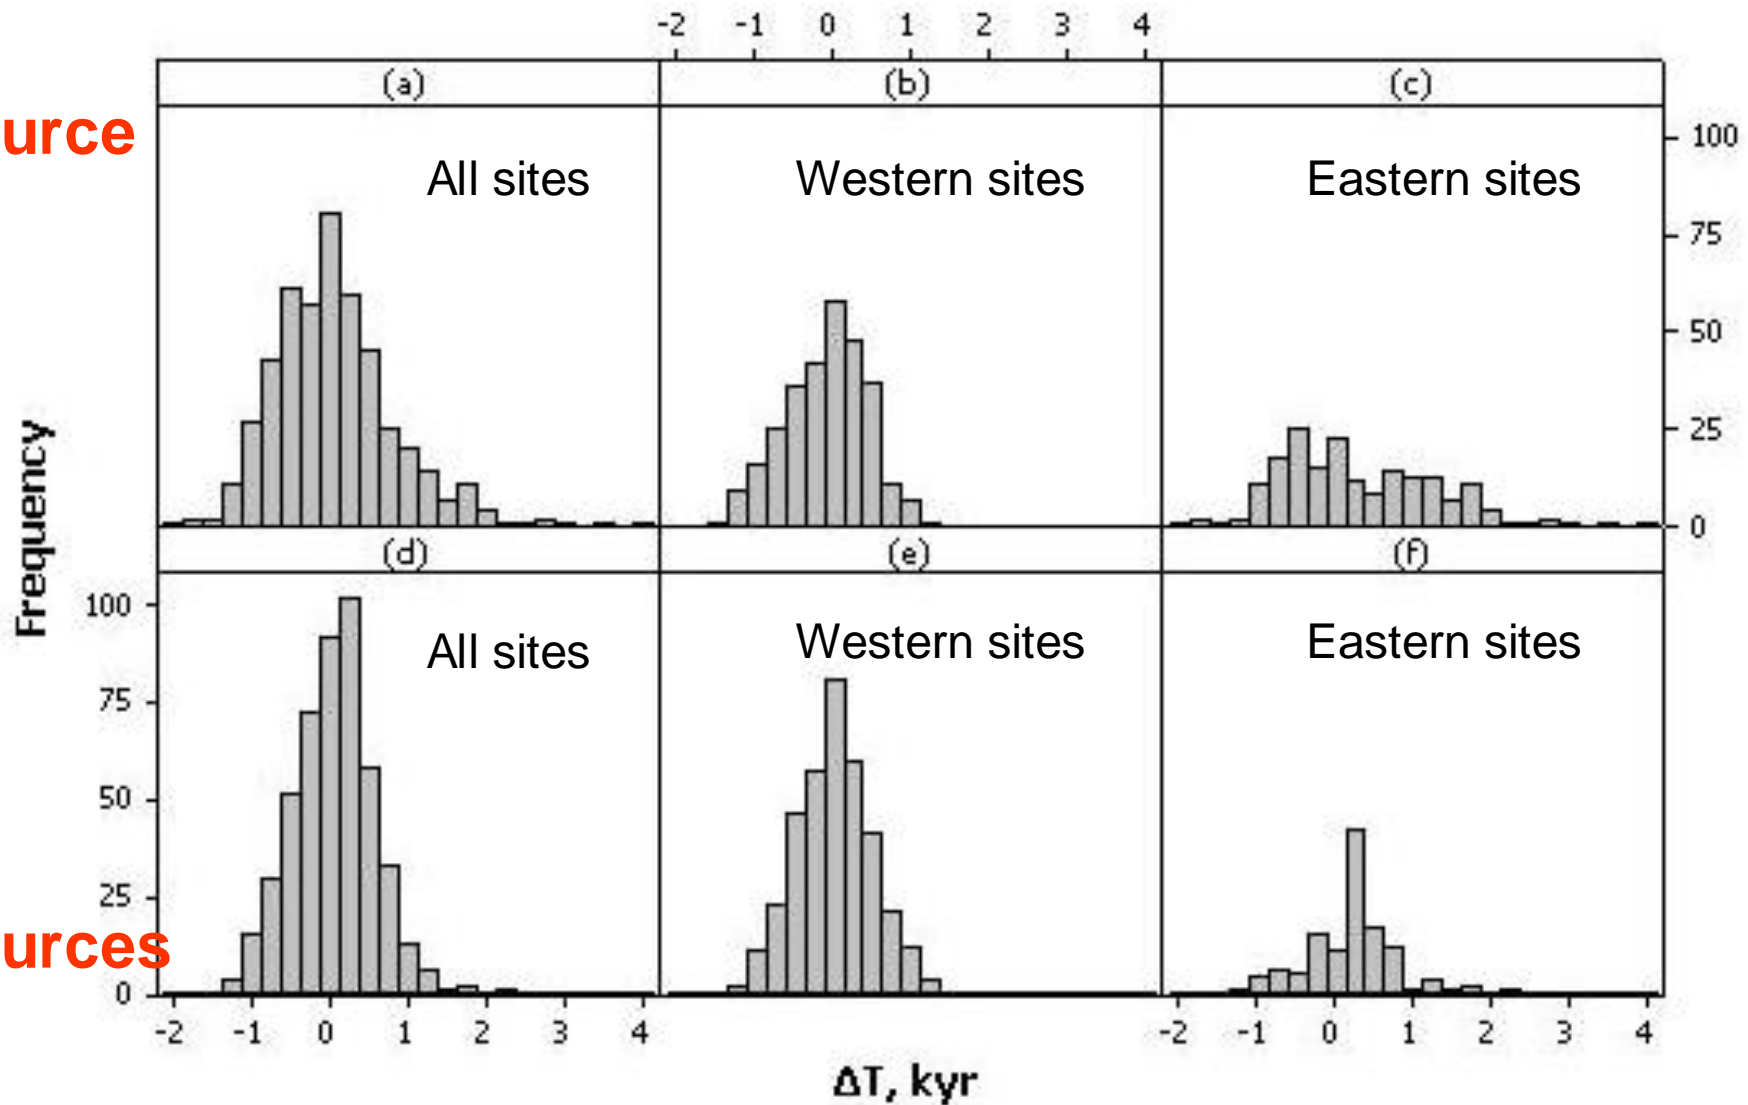 -2 -1 0 1 2 3 4
(a) (b) (c)
urce
All sites Western sites Eastern sites
100
75
50
25
0
Frequency
(d) (e) (f)
All sites Western sites Eastern sites
100
75
50
25
0
urces
-2 -1 0 1 2 3 4 -2 -1 0 1 2 3 4
ΔT, kyr